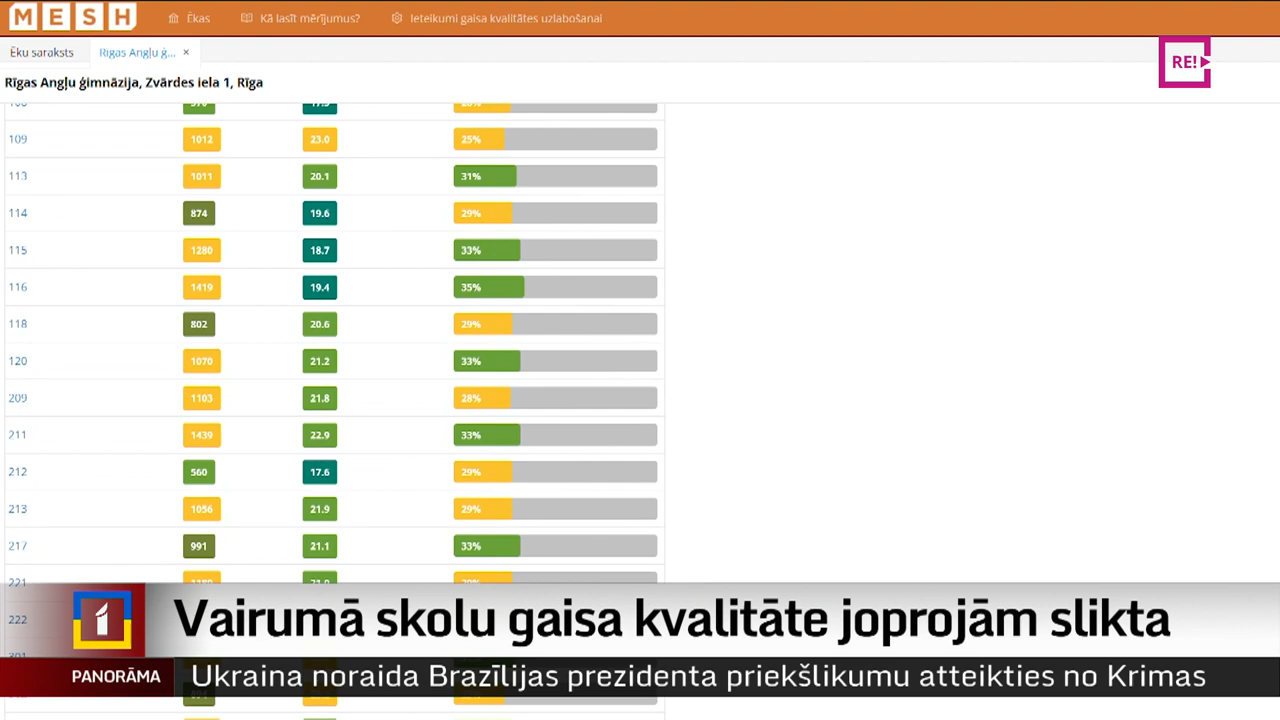 MESH Ēkas Kā lasīt mērījumus? Ieteikumi gaisa kvalitātes uzlabošanai
Ēku saraksts Rīgas Angļu ģ... ×
RE!
Rīgas Angļu ģimnāzija, Zvārdes iela 1, Rīga
109 1012 23.0 25%
113 1011 20.1 31%
114 874 19.6 29%
115 1280 18.7 33%
116 1419 19.4 35%
118 802 20.6 29%
120 1070 21.2 33%
209 1103 21.8 28%
211 1439 22.9 33%
212 560 17.6 29%
213 1056 21.9 29%
217 991 21.1 33%
221
222
1 Vairumā skolu gaisa kvalitāte joprojām slikta
PANORĀMA Ukraina noraida Brazīlijas prezidenta priekšlikumu atteikties no Krimas